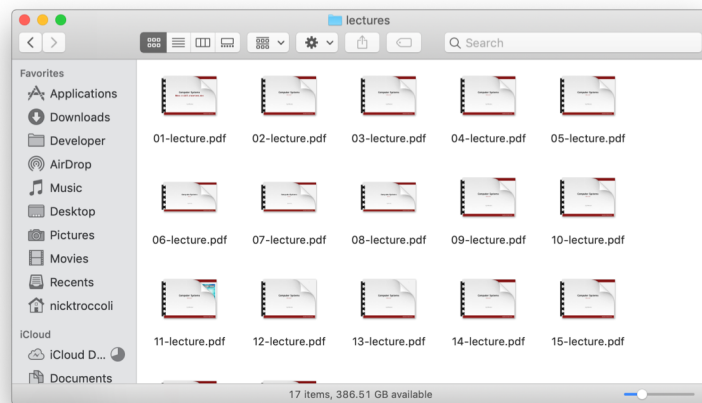 lectures
Search
Favorites
Applications
Downloads
Developer
AirDrop
Music
Desktop
Pictures
Movies
Recents
nicktroccoli
iCloud
iCloud D...
Documents
01-lecture.pdf 02-lecture.pdf 03-lecture.pdf 04-lecture.pdf 05-lecture.pdf
06-lecture.pdf 07-lecture.pdf 08-lecture.pdf 09-lecture.pdf 10-lecture.pdf
11-lecture.pdf 12-lecture.pdf 13-lecture.pdf 14-lecture.pdf 15-lecture.pdf
17 items, 386.51 GB available